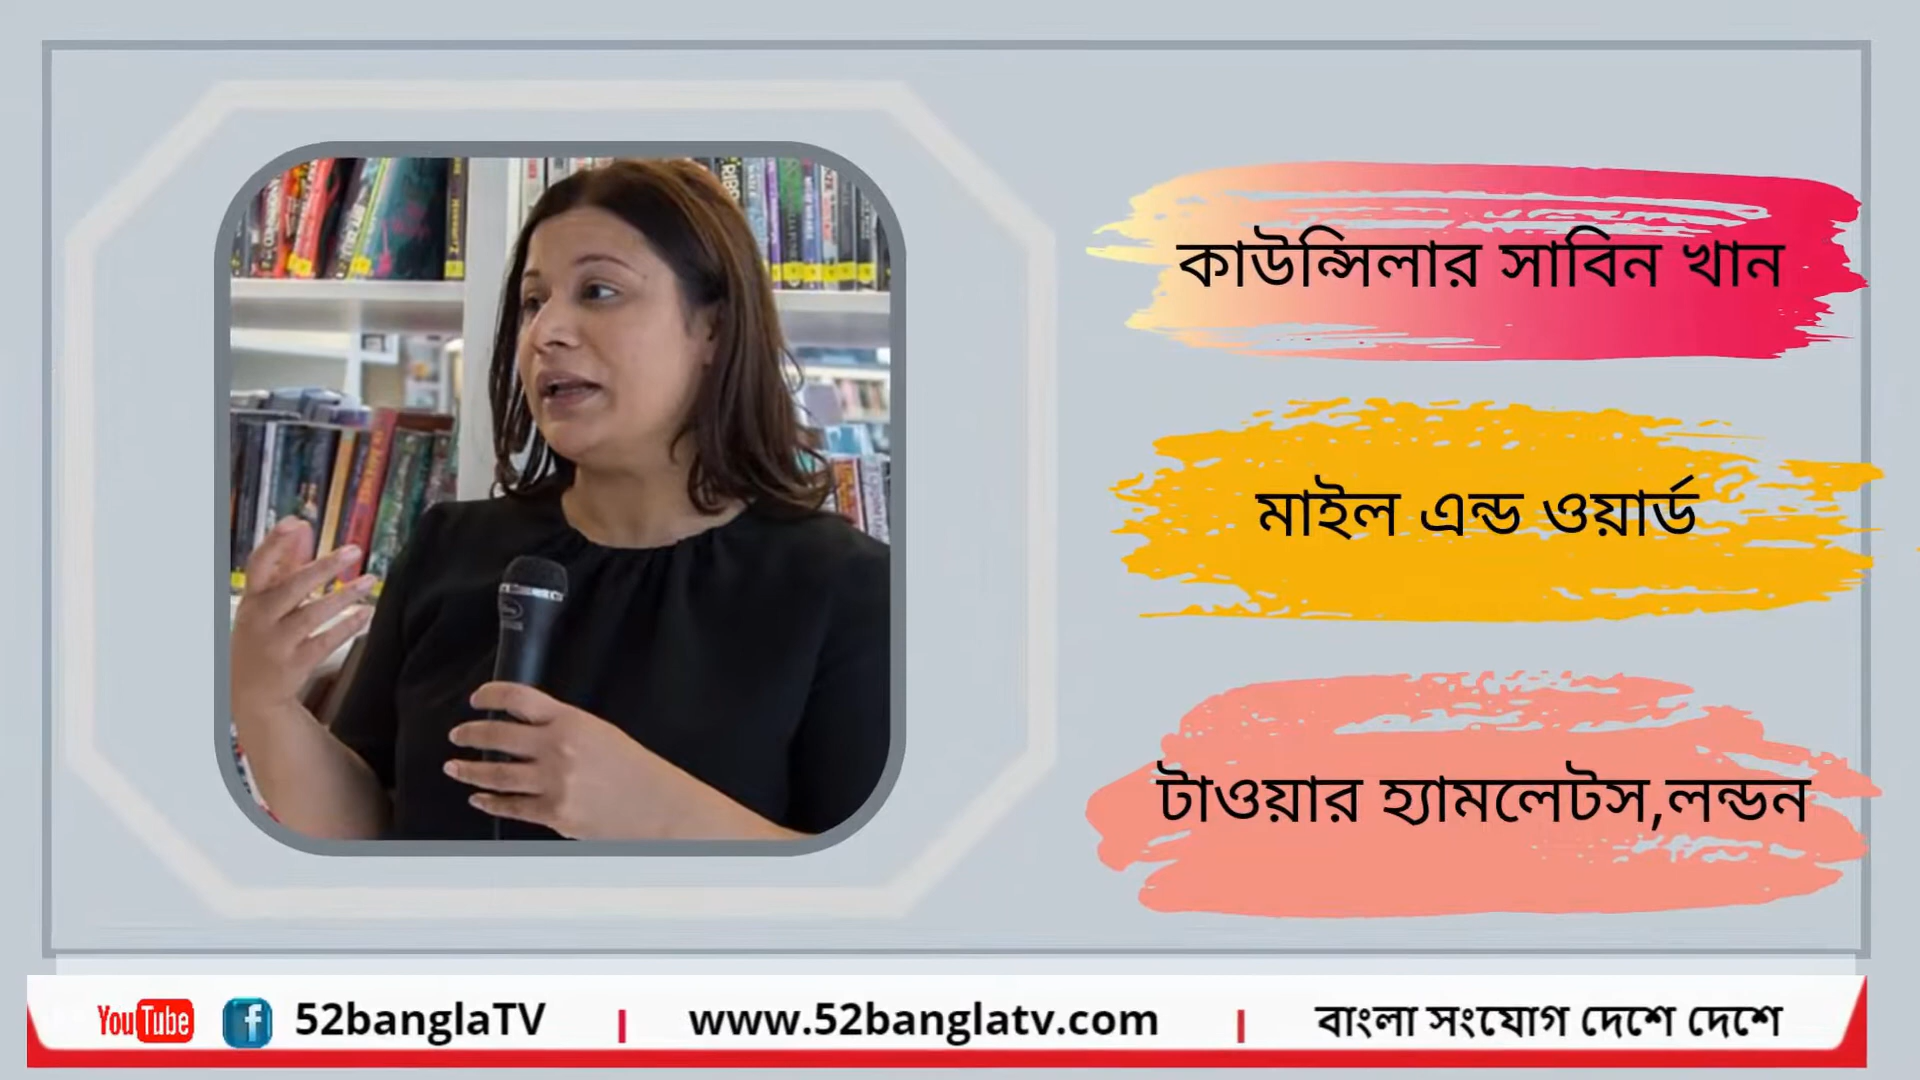 কাউন্সিলার সাবিন খান
মাইল এন্ড ওয়ার্ড
টাওয়ার হ্যামলেটস,লন্ডন
YouTube 52banglaTV | www.52banglatv.com | বাংলা সংযোগ দেশে দেশে